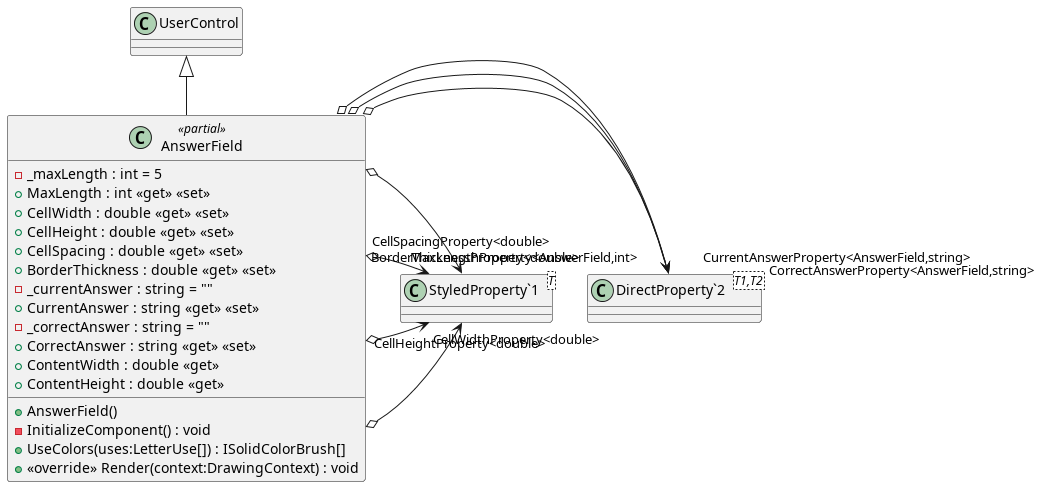 C UserControl
C «partial»
AnswerField
_maxLength : int = 5
MaxLength : int «get» «set»
CellWidth : double «get» «set»
CellHeight : double «get» «set»
CellSpacing : double «get» «set»
BorderThickness : double «get» «set»
_currentAnswer : string = ""
CurrentAnswer : string «get» «set»
_correctAnswer : string = ""
CorrectAnswer : string «get» «set»
ContentWidth : double «get»
ContentHeight : double «get»
AnswerField()
InitializeComponent() : void
UseColors(uses:LetterUse[]) : ISolidColorBrush[]
«override» Render(context:DrawingContext) : void
CellSpacingProperty<double>
BorderThicknessProperty<double>
MaxLengthProperty<AnswerField,int>
CurrentAnswerProperty<AnswerField,string>
CorrectAnswerProperty<AnswerField,string>
C StyledProperty`1 T
C DirectProperty`2 T1,T2
CellHeightProperty<double>
CellWidthProperty<double>